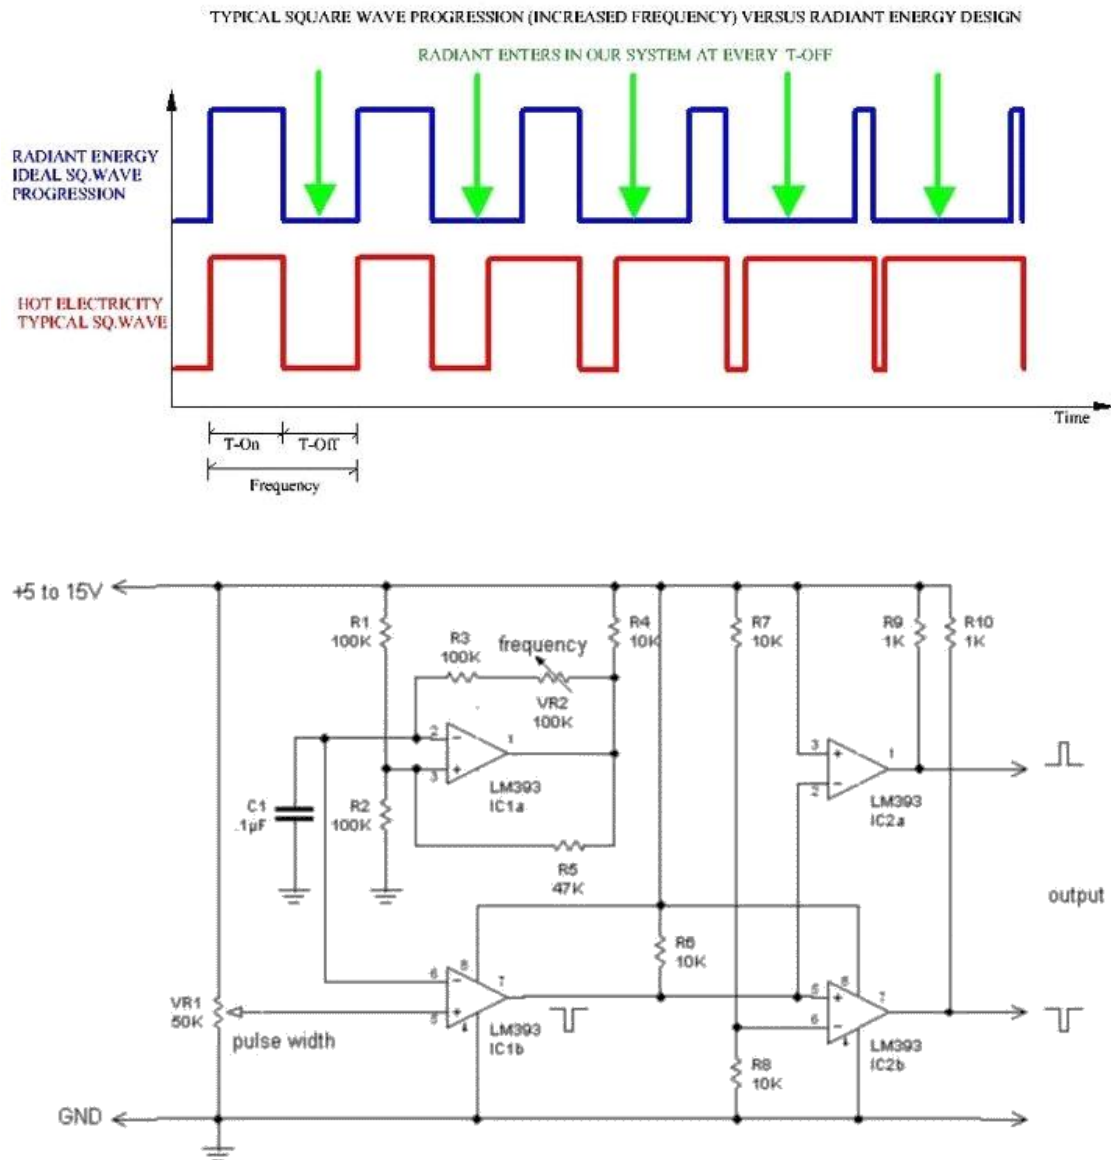 TYPICAL SQUARE WAVE PROGRESSION (INCREASED FREQUENCY) VERSUS RADIANT ENERGY DESIGN
RADIANT ENTERS IN OUR SYSTEM AT EVERY T-OFF
RADIANT ENERGY
IDEAL SQ.WAVE
PROGRESSION
HOT ELECTRICITY
TYPICAL SQ.WAVE
Time
T-On
T-Off
Frequency
+5 to 15V
R1
100K
R3
100K
frequency
VR2
100K
R4
10K
R7
10K
R9
1K
R10
1K
2
-
1
+
3
LM393
IC1a
C1
.1µF
R2
100K
R5
47K
3
+
1
-
2
LM393
IC2a
output
R6
10K
6
-
8
7
+
5
4
LM393
IC1b
VR1
50K
pulse width
5
+
8
7
6
-
4
LM393
IC2b
R8
10K
GND